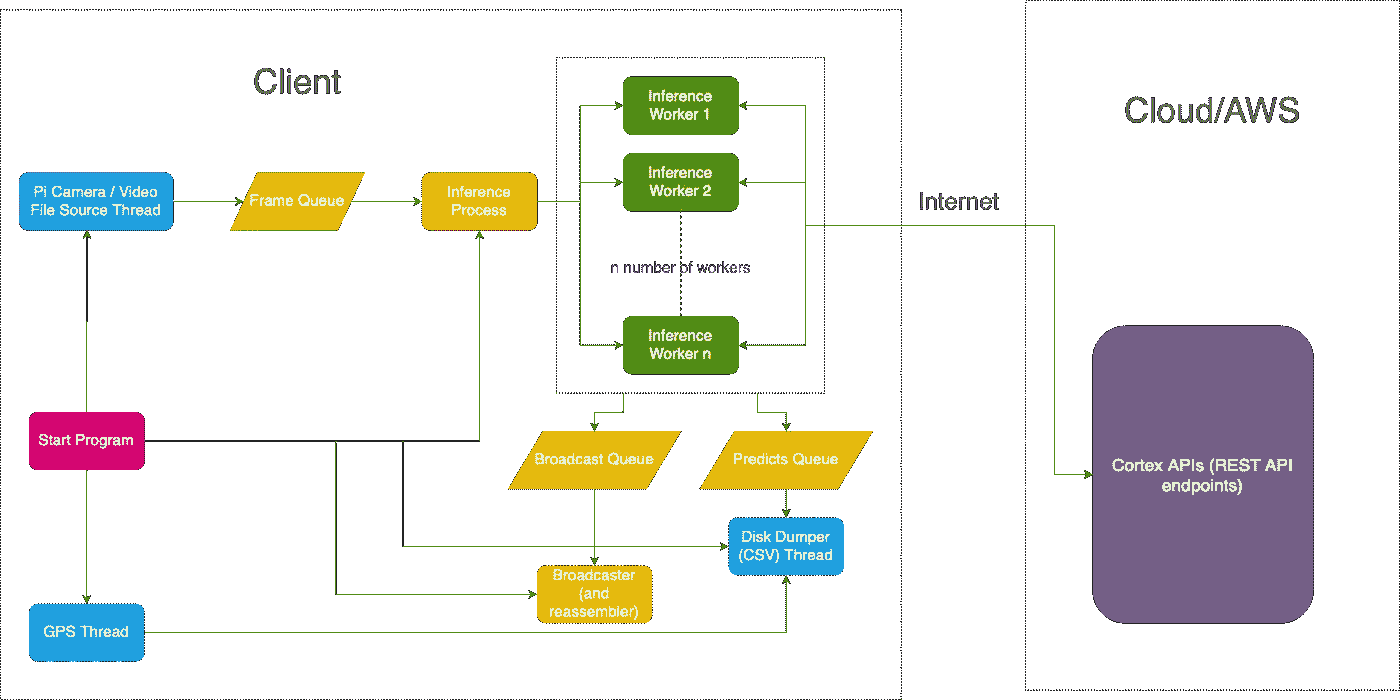 Client
Cloud/AWS
Inference
Worker 1
Pi Camera / Video
File Source Thread
Frame Queue
Inference
Process
Inference
Worker 2
Internet
n number of workers
Inference
Worker n
Start Program
Broadcast Queue
Predicts Queue
Cortex APIs (REST API
endpoints)
Disk Dumper
(CSV) Thread
Broadcaster
(and
reassembler)
GPS Thread